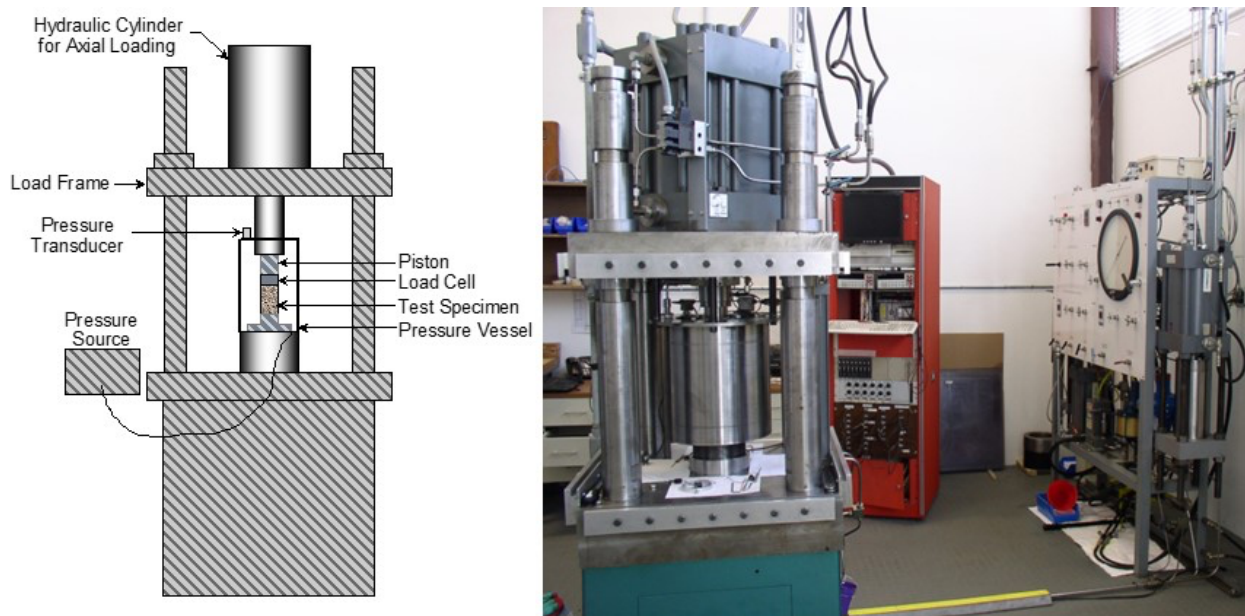 Hydraulic Cylinder
for Axial Loading
Load Frame
Pressure
Transducer
Piston
Load Cell
Test Specimen
Pressure Vessel
Pressure
Source